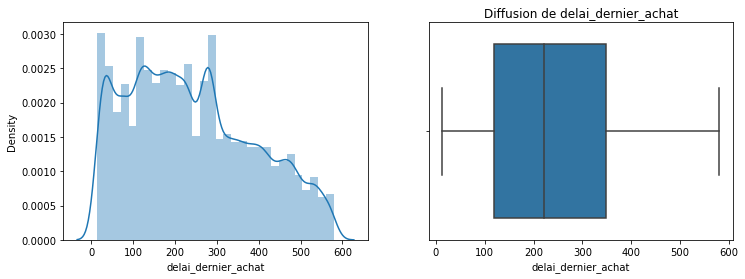 Diffusion de delai_dernier_achat
Density
0.0030
0.0025
0.0020
0.0015
0.0010
0.0005
0.0000
0 100 200 300 400 500 600
delai_dernier_achat
0 100 200 300 400 500 600
delai_dernier_achat